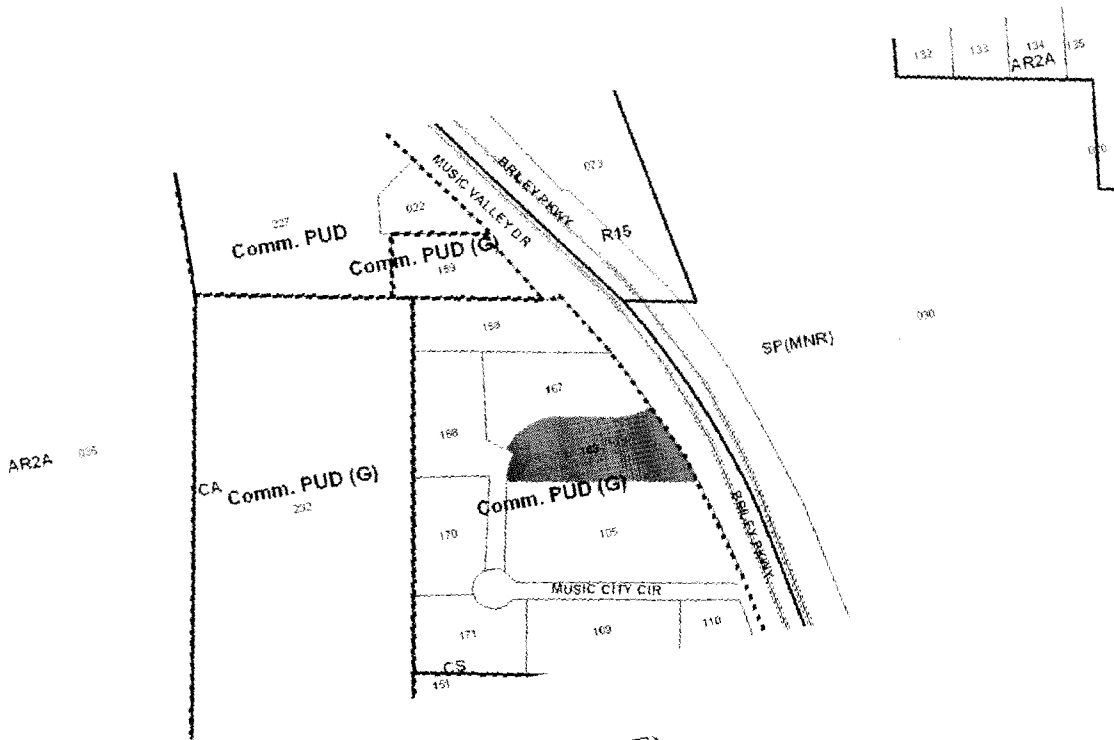 132
133
134
135
AR2A
073
MUSIC VALLEY DR
BRILEY PKWY
022
227
Comm. PUD
R15
Comm. PUD (G)
159
090
158
SP(MNR)
167
168
AR2A
CA
Comm. PUD (G)
292
Comm. PUD (G)
BRILEY PKWY
170
105
MUSIC CITY CIR
110
109
171
CS
151